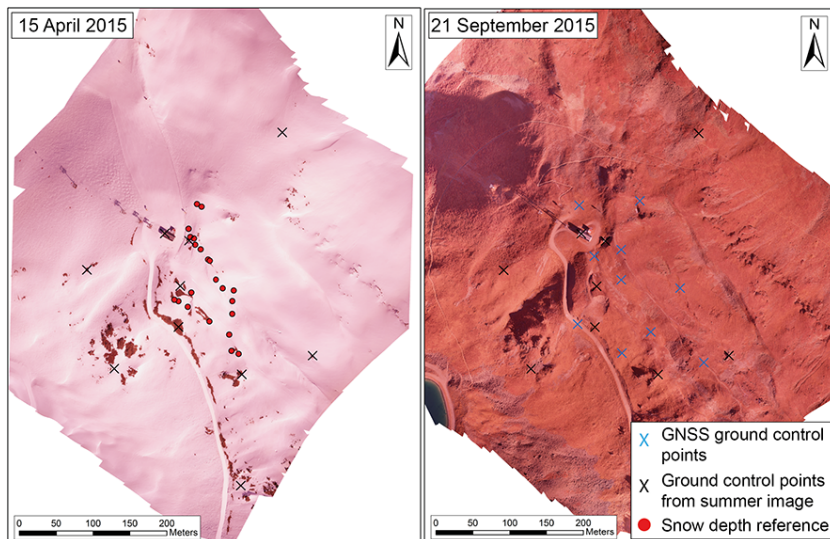 15 April 2015
N
0 50 100 150 200
Meters
21 September 2015
N
GNSS ground control
points
Ground control points
from summer image
Snow depth reference
0 50 100 150 200
Meters